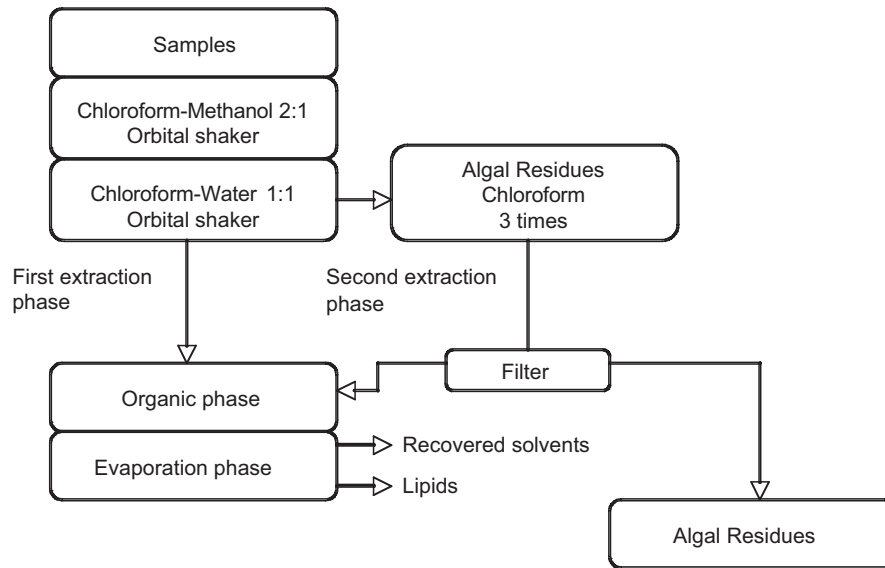 Samples
Chloroform-Methanol 2:1
Orbital shaker
Chloroform-Water 1:1
Orbital shaker
Algal Residues
Chloroform
3 times
First extraction
phase
Second extraction
phase
Filter
Organic phase
Evaporation phase
Recovered solvents
Lipids
Algal Residues